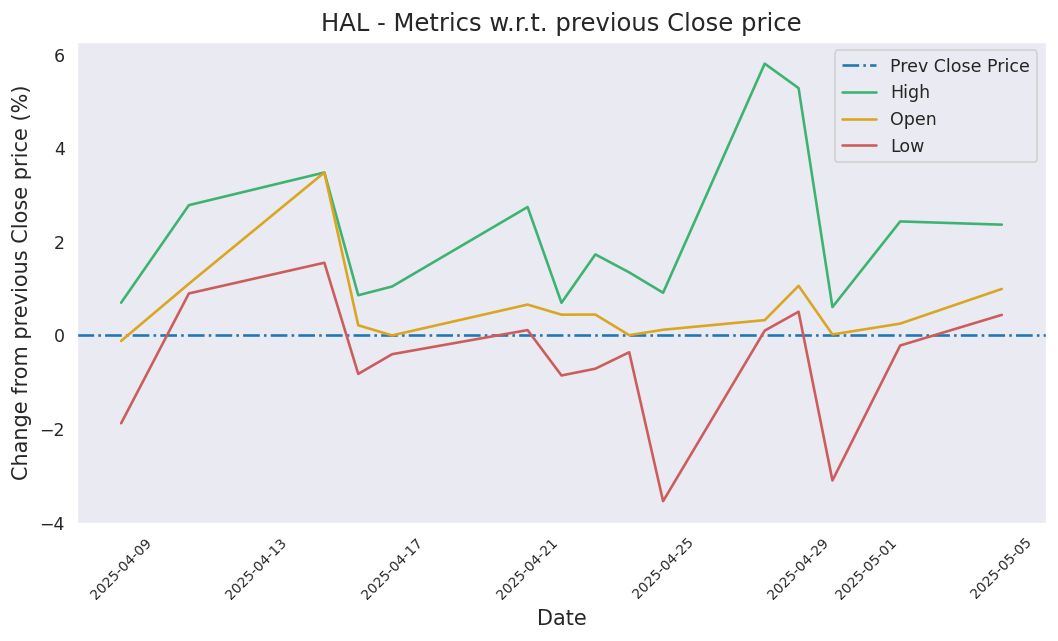 HAL - Metrics w.r.t. previous Close price
Change from previous Close price (%)
6
4
2
0
−2
−4
Prev Close Price
High
Open
Low
2025-04-09
2025-04-13
2025-04-17
2025-04-21
2025-04-25
2025-04-29
2025-05-01
2025-05-05
Date